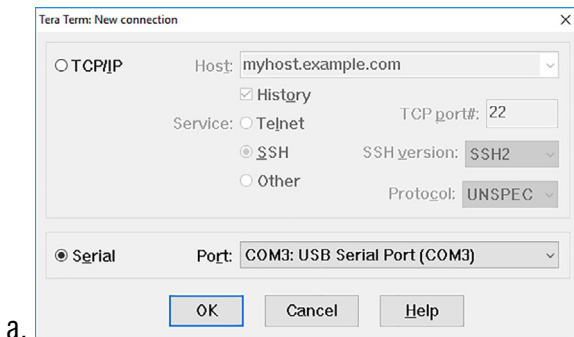 Tera Term: New connection
TCP/IP Host: myhost.example.com
History
Service: Telnet TCP port#: 22
SSH SSH version: SSH2
Other Protocol: UNSPEC
Serial Port: COM3: USB Serial Port (COM3)
OK Cancel Help
a.